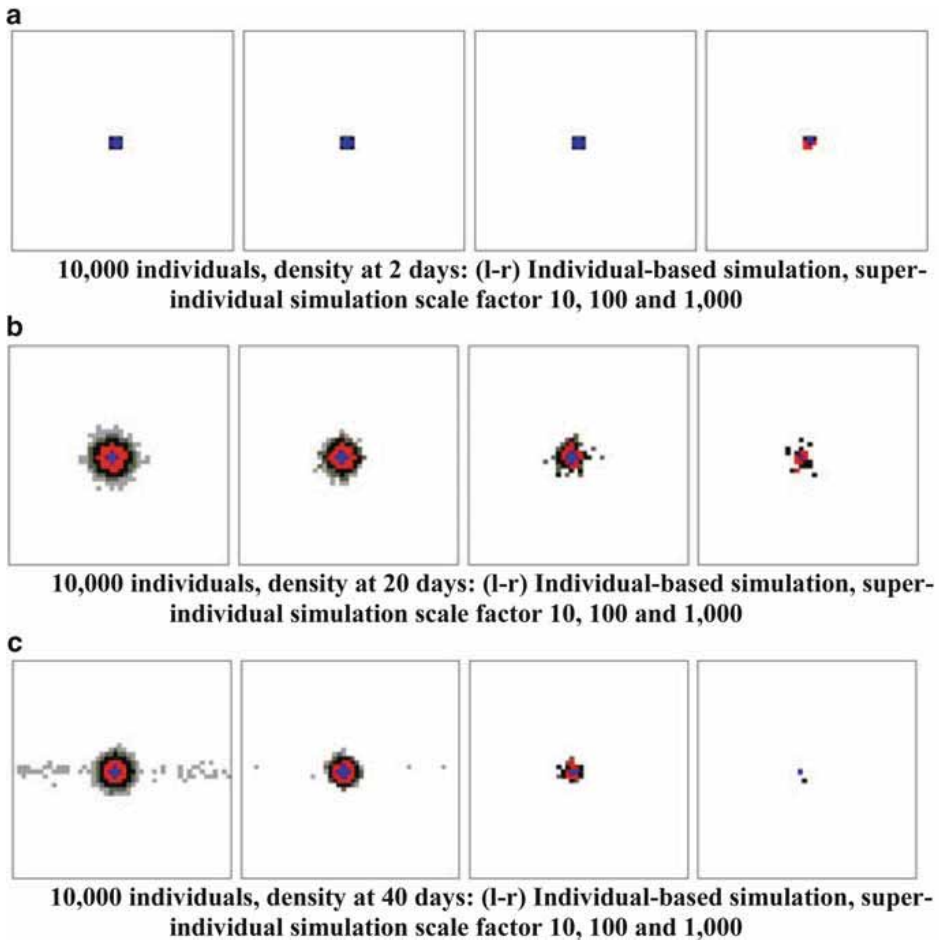 a
10,000 individuals, density at 2 days: (l-r) Individual-based simulation, super-
individual simulation scale factor 10, 100 and 1,000
b
10,000 individuals, density at 20 days: (l-r) Individual-based simulation, super-
individual simulation scale factor 10, 100 and 1,000
c
10,000 individuals, density at 40 days: (l-r) Individual-based simulation, super-
individual simulation scale factor 10, 100 and 1,000